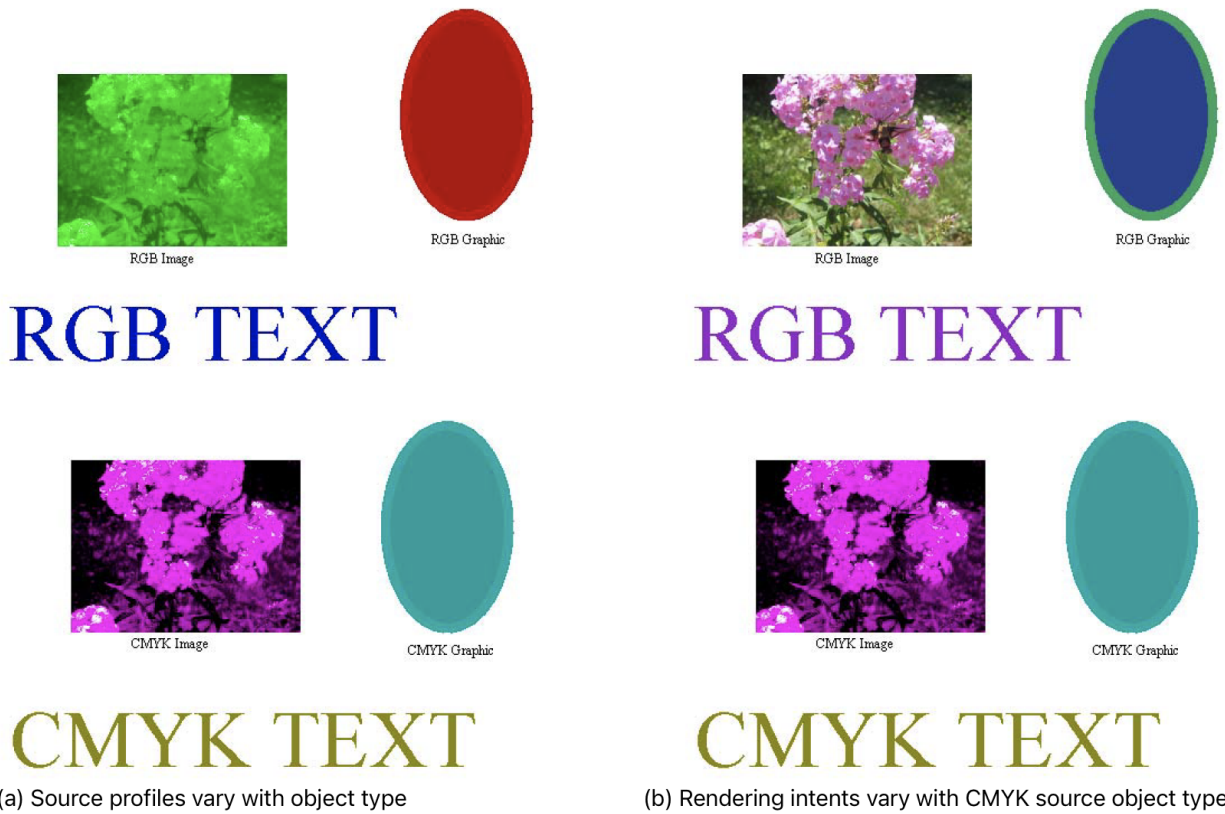 RGB Graphic
RGB Image
RGB TEXT
CMYK Image
CMYK Graphic
CMYK TEXT
(a) Source profiles vary with object type
RGB Graphic
RGB Image
RGB TEXT
CMYK Image
CMYK Graphic
CMYK TEXT
(b) Rendering intents vary with CMYK source object type